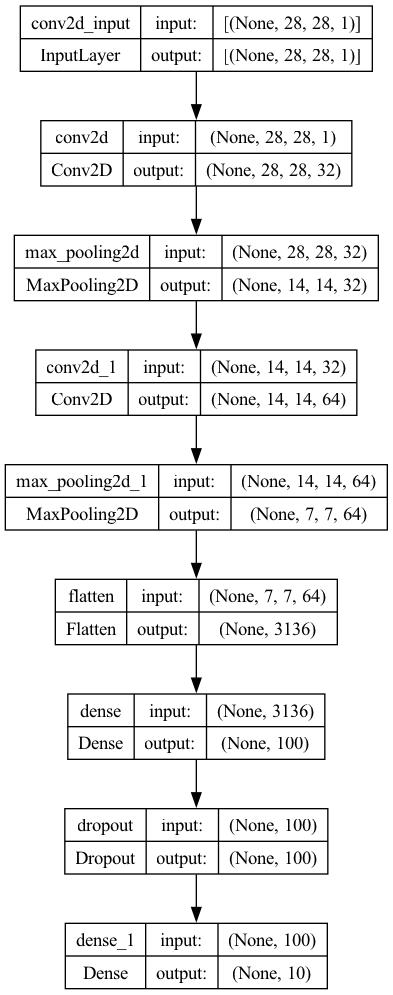 conv2d_input input: [(None, 28, 28, 1)]
InputLayer output: [(None, 28, 28, 1)]
conv2d input: (None, 28, 28, 1)
Conv2D output: (None, 28, 28, 32)
max_pooling2d input: (None, 28, 28, 32)
MaxPooling2D output: (None, 14, 14, 32)
conv2d_1 input: (None, 14, 14, 32)
Conv2D output: (None, 14, 14, 64)
max_pooling2d_1 input: (None, 14, 14, 64)
MaxPooling2D output: (None, 7, 7, 64)
flatten input: (None, 7, 7, 64)
Flatten output: (None, 3136)
dense input: (None, 3136)
Dense output: (None, 100)
dropout input: (None, 100)
Dropout output: (None, 100)
dense_1 input: (None, 100)
Dense output: (None, 10)